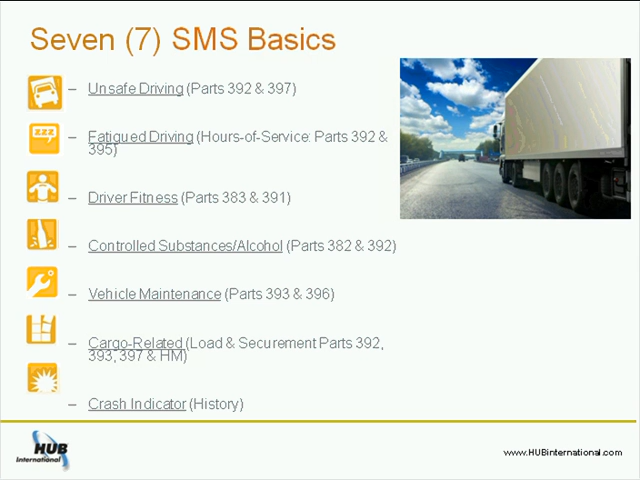 Seven (7) SMS Basics
– Unsafe Driving (Parts 392 & 397)
zzz
– Fatigued Driving (Hours-of-Service: Parts 392 &
395)
– Driver Fitness (Parts 383 & 391)
– Controlled Substances/Alcohol (Parts 382 & 392)
– Vehicle Maintenance (Parts 393 & 396)
– Cargo-Related (Load & Securement Parts 392,
393, 397 & HM)
– Crash Indicator (History)
HUB
International
www.HUBinternational.com